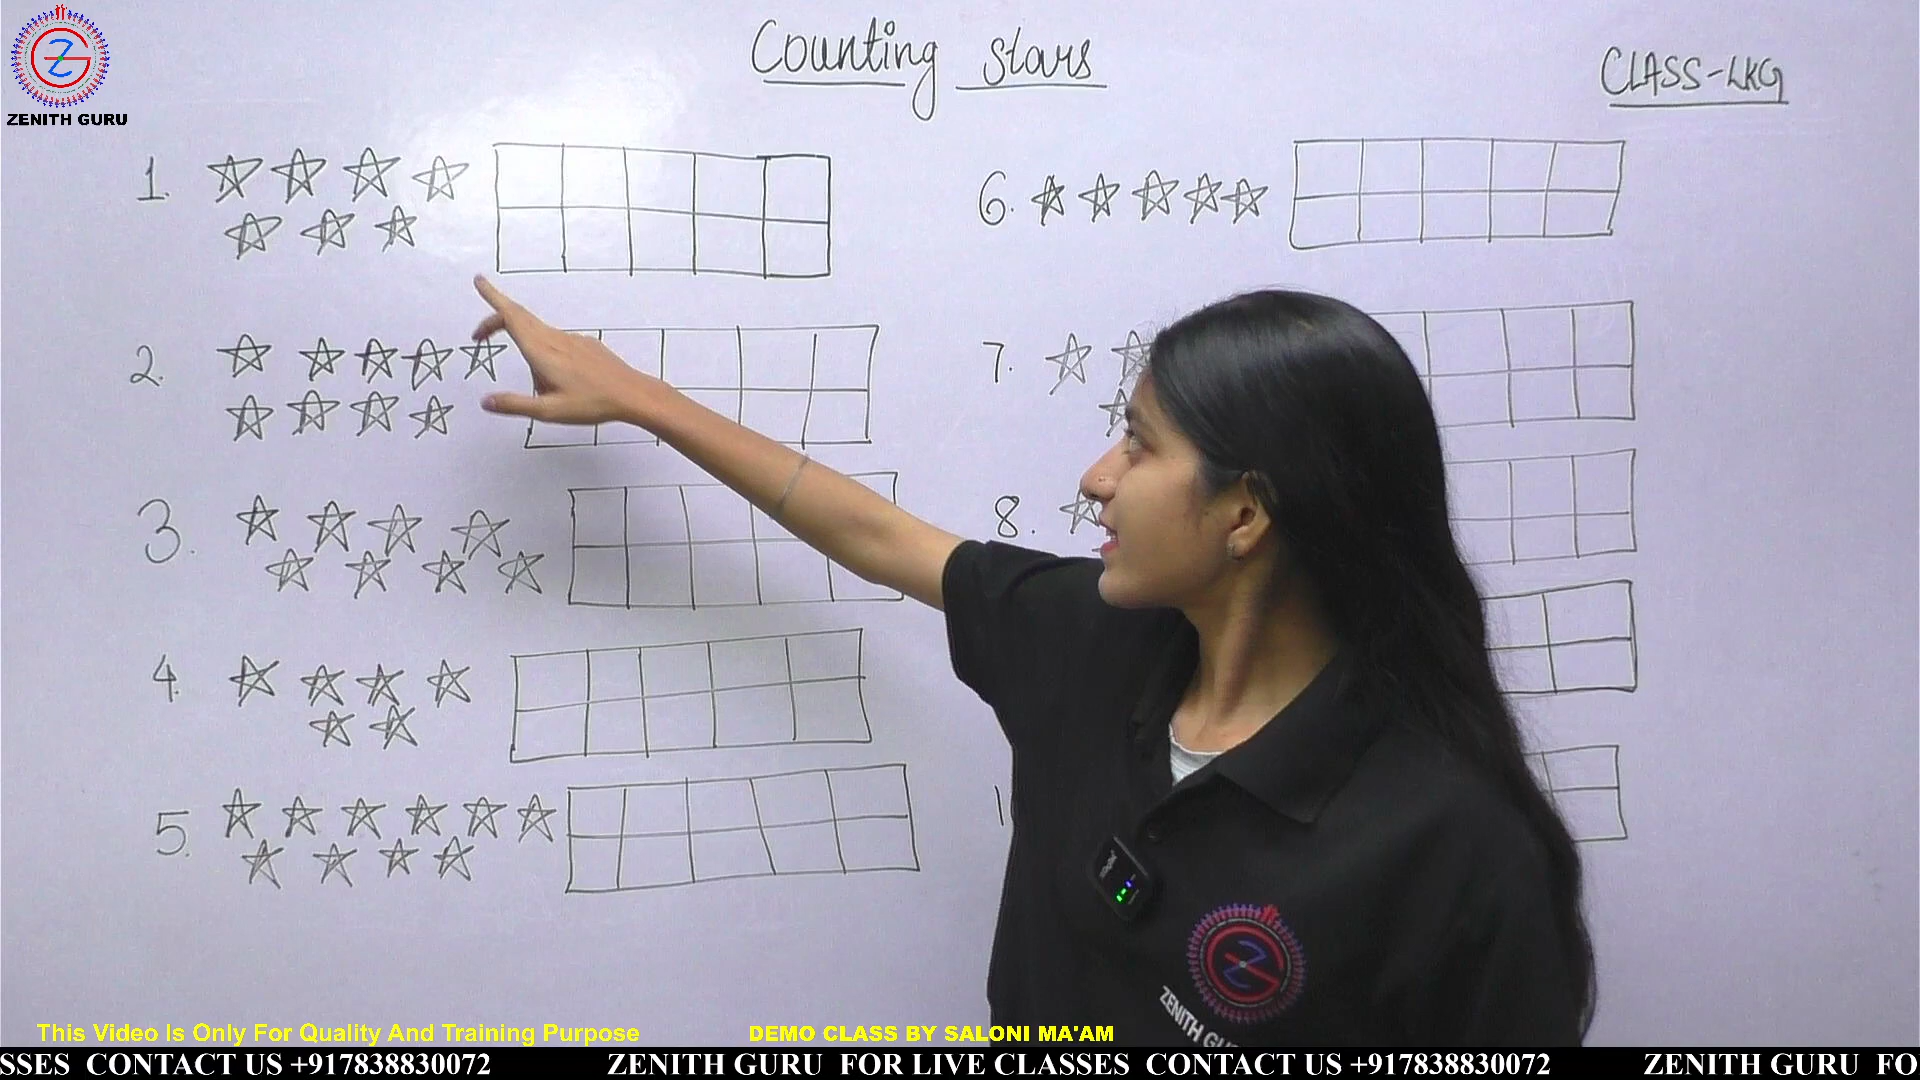 ZENITH GURU
Counting stars
CLASS-LKG
1.
2.
3.
4.
5.
6.
7.
8.
ZENITH GURU
This Video Is Only For Quality And Training Purpose
DEMO CLASS BY SALONI MA'AM
SSES CONTACT US +917838830072 ZENITH GURU FOR LIVE CLASSES CONTACT US +917838830072 ZENITH GURU FO